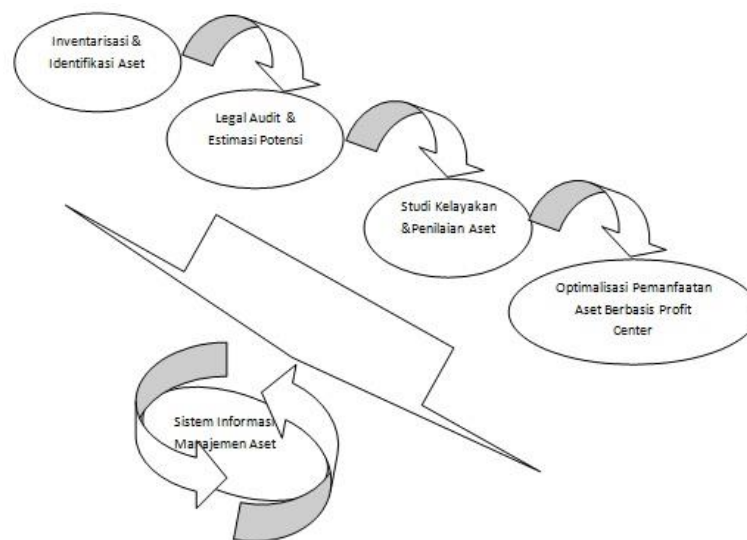 Inventarisasi &
Identifikasi Aset
Legal Audit &
Estimasi Potensi
Studi Kelayakan
&Penilaian Aset
Optimalisasi Pemanfaatan
Aset Berbasis Profit
Center
Sistem Informasi
Manajemen Aset